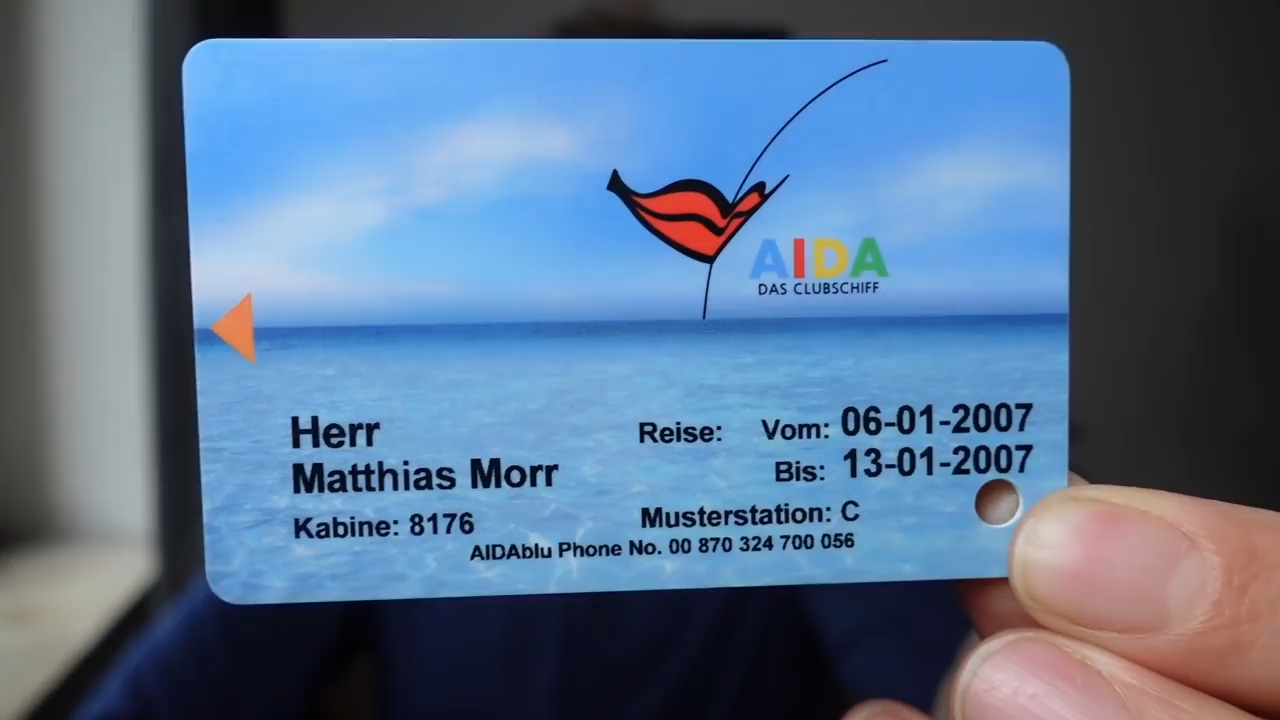 AIDA
DAS CLUBSCHIFF
Herr
Matthias Morr
Kabine: 8176
Reise: Vom: 06-01-2007
Bis: 13-01-2007
Musterstation: C
AIDAblu Phone No. 00 870 324 700 056